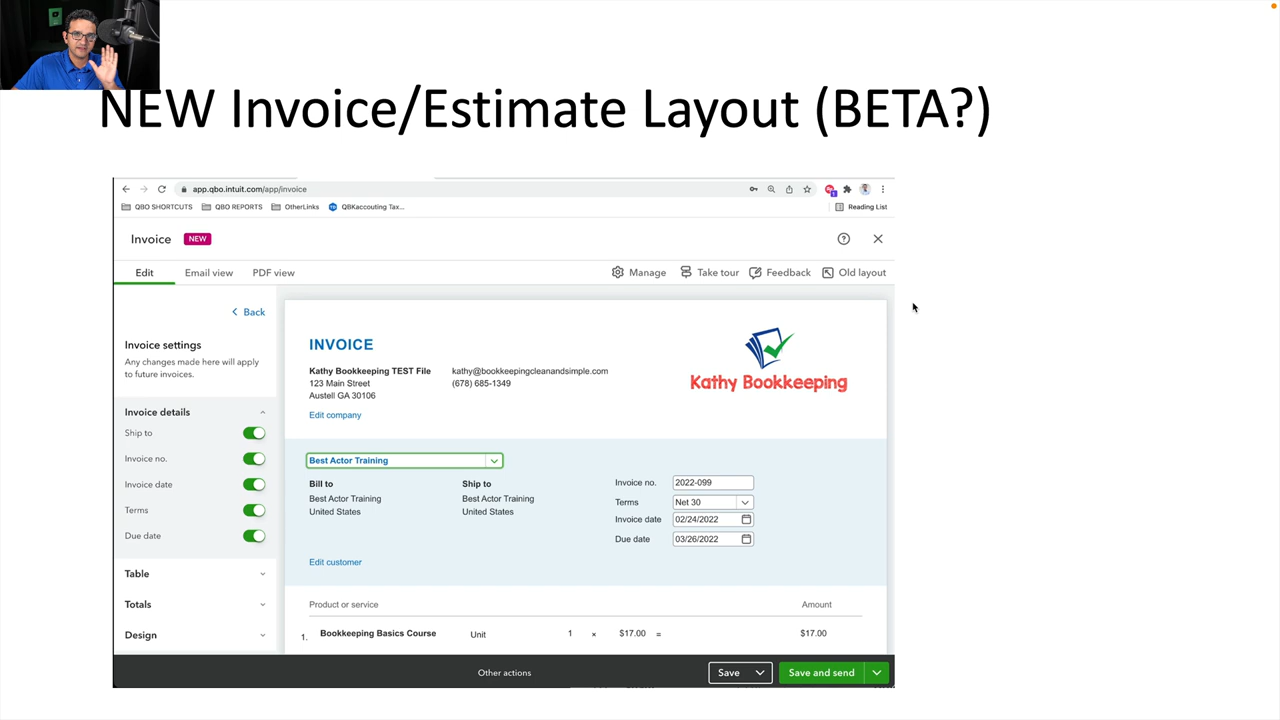 NEW Invoice/Estimate Layout (BETA?)
app.qbo.intuit.com/app/invoice
QBO SHORTCUTS QBO REPORTS OtherLinks QBKaccouting Tax... Reading List
Invoice NEW
Edit Email view PDF view Manage Take tour Feedback Old layout
Back
Invoice settings
Any changes made here will apply
to future invoices.
Invoice details
Ship to
Invoice no.
Invoice date
Terms
Due date
Table
Totals
Design
INVOICE
Kathy Bookkeeping TEST File kathy@bookkeepingcleanandsimple.com
123 Main Street (678) 685-1349
Austell GA 30106
Edit company
Kathy Bookkeeping
Best Actor Training
Bill to Ship to
Best Actor Training Best Actor Training
United States United States
Invoice no. 2022-099
Terms Net 30
Invoice date 02/24/2022
Due date 03/26/2022
Edit customer
Product or service Amount
1. Bookkeeping Basics Course Unit 1 × $17.00 = $17.00
Other actions Save Save and send